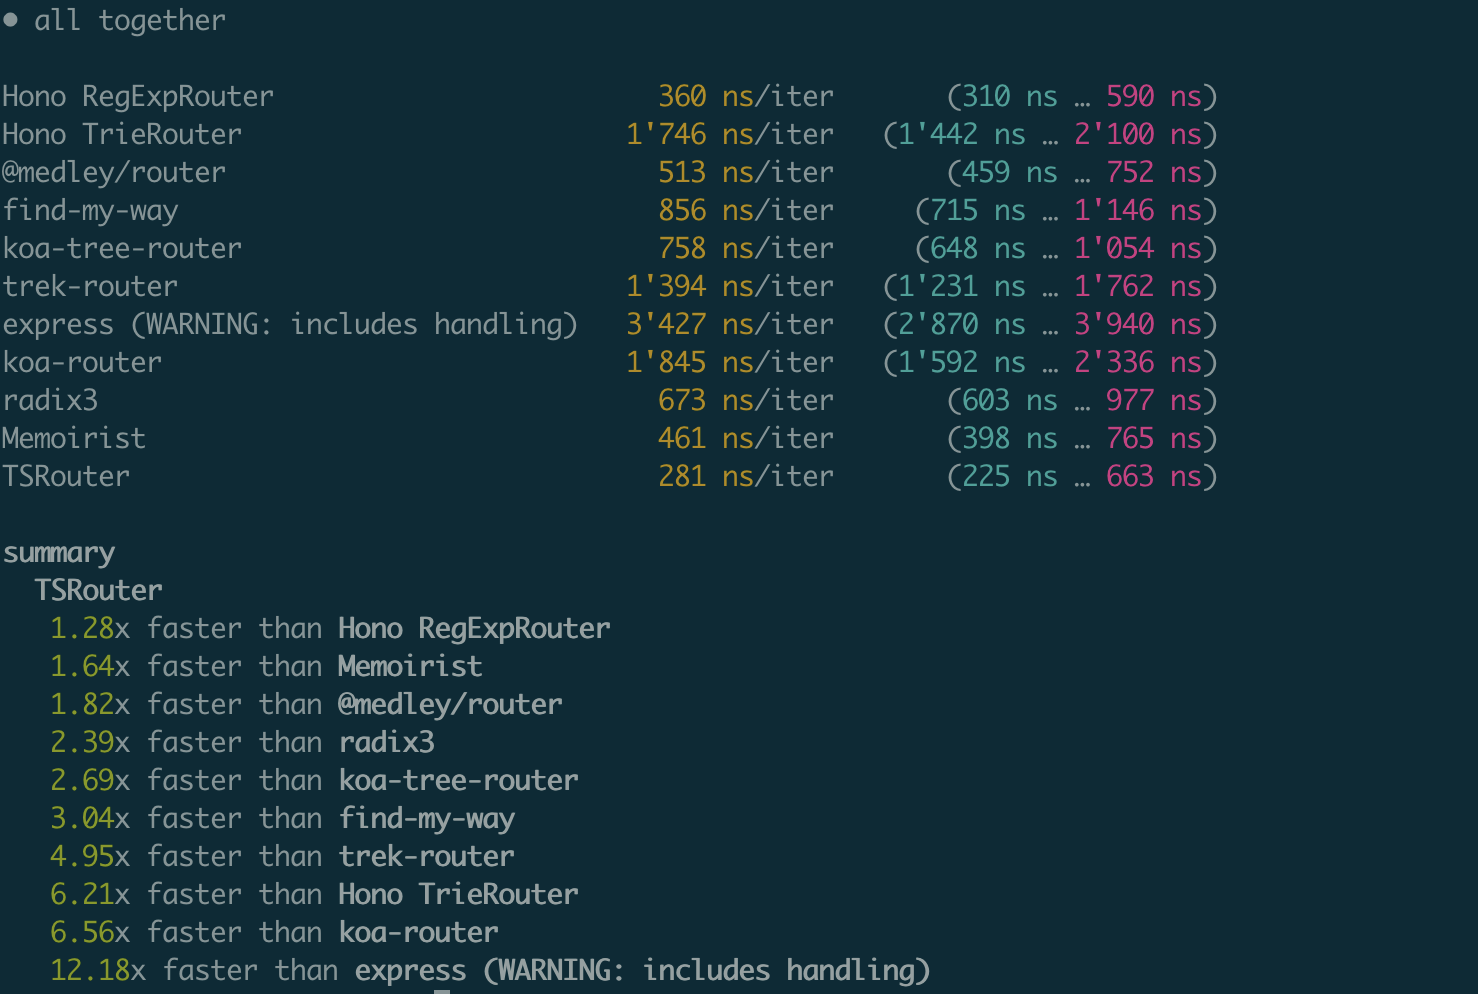 • all together
Hono RegExpRouter 360 ns/iter (310 ns … 590 ns)
Hono TrieRouter 1'746 ns/iter (1'442 ns … 2'100 ns)
@medley/router 513 ns/iter (459 ns … 752 ns)
find-my-way 856 ns/iter (715 ns … 1'146 ns)
koa-tree-router 758 ns/iter (648 ns … 1'054 ns)
trek-router 1'394 ns/iter (1'231 ns … 1'762 ns)
express (WARNING: includes handling) 3'427 ns/iter (2'870 ns … 3'940 ns)
koa-router 1'845 ns/iter (1'592 ns … 2'336 ns)
radix3 673 ns/iter (603 ns … 977 ns)
Memoirist 461 ns/iter (398 ns … 765 ns)
TSRouter 281 ns/iter (225 ns … 663 ns)
summary
TSRouter
1.28x faster than Hono RegExpRouter
1.64x faster than Memoirist
1.82x faster than @medley/router
2.39x faster than radix3
2.69x faster than koa-tree-router
3.04x faster than find-my-way
4.95x faster than trek-router
6.21x faster than Hono TrieRouter
6.56x faster than koa-router
12.18x faster than express (WARNING: includes handling)